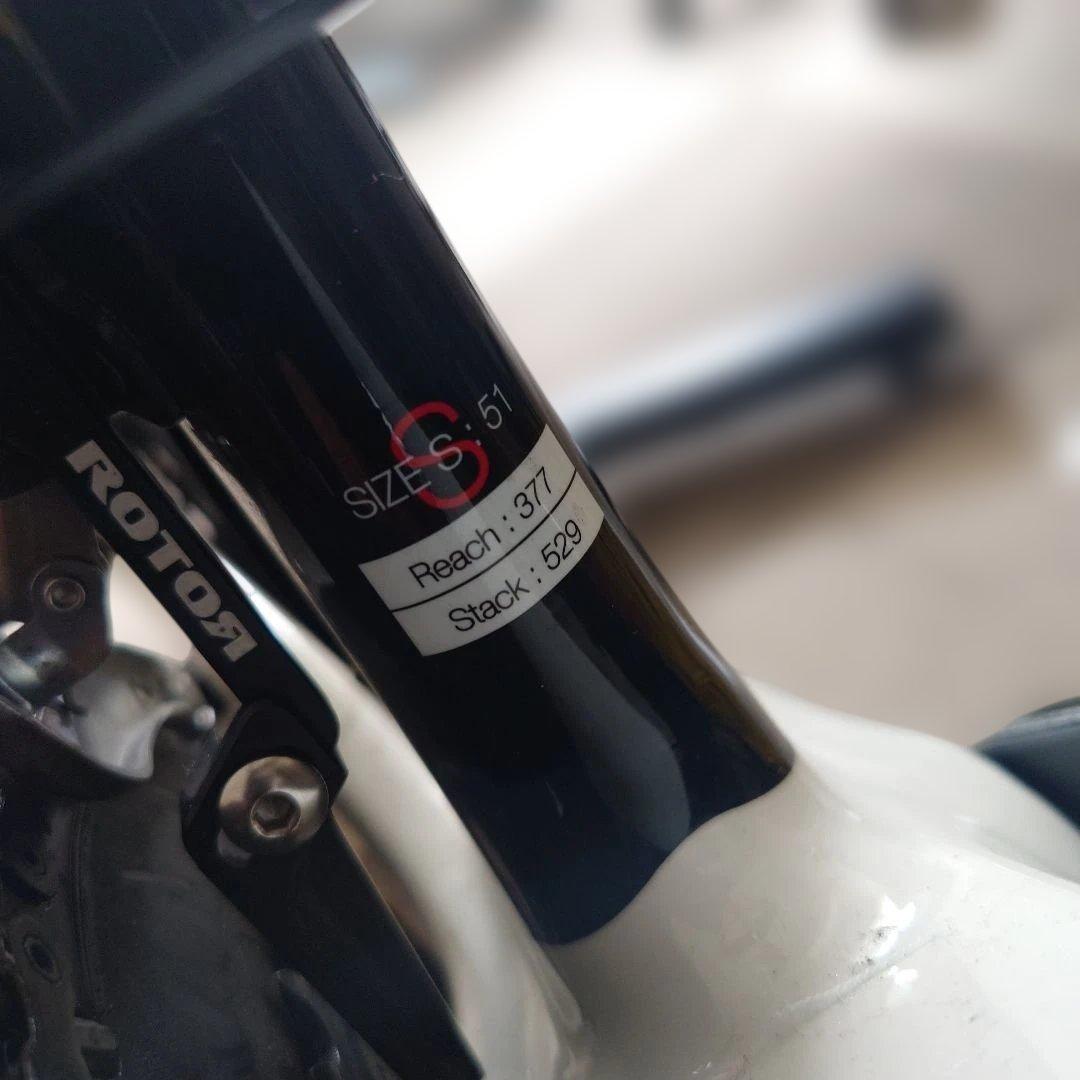 ROTOR
S
SIZE S : 51
Reach : 377
Stack : 529